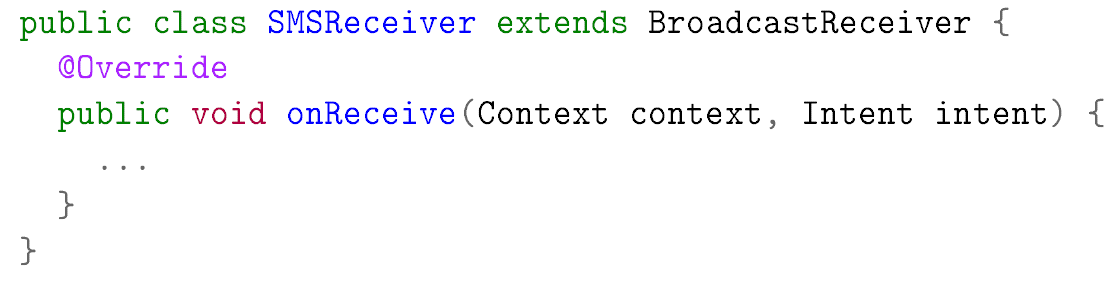 public class SMSReceiver extends BroadcastReceiver {
  @Override
  public void onReceive(Context context, Intent intent) {
    ...
  }
}